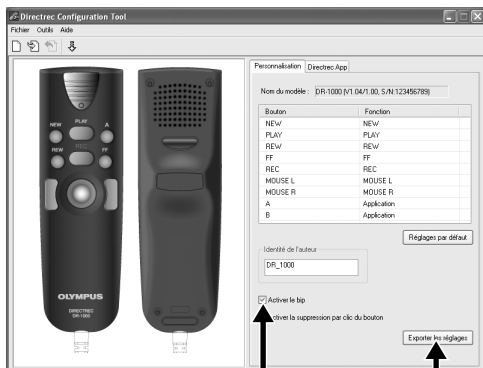 Directrec Configuration Tool
Fichier Outils Aide
Personnalisation Directrec App
Nom du modèle : DR-1000 (V1.04/1.00, S/N:123456789)
Bouton Fonction
NEW NEW
PLAY PLAY
REW REW
FF FF
REC REC
MOUSE L MOUSE L
MOUSE R MOUSE R
A Application
B Application
Réglages par défaut
Identité de l'auteur
DR_1000
Activer le bip
ctiver la suppression par clic du bouton
Exporter les réglages
NEW PLAY A
REW REC FF
OLYMPUS
DIRECTREC
DR-1000